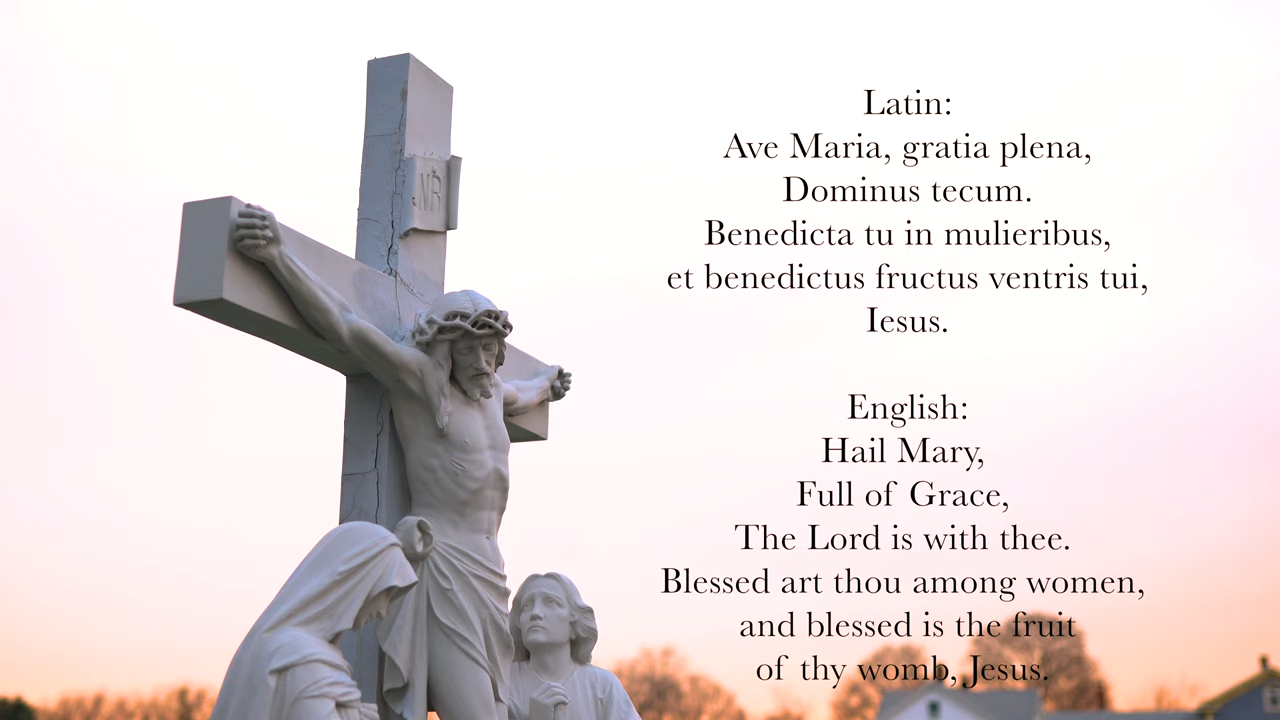 INRI
Latin:
Ave Maria, gratia plena,
Dominus tecum.
Benedicta tu in mulieribus,
et benedictus fructus ventris tui,
Iesus.
English:
Hail Mary,
Full of Grace,
The Lord is with thee.
Blessed art thou among women,
and blessed is the fruit
of thy womb, Jesus.